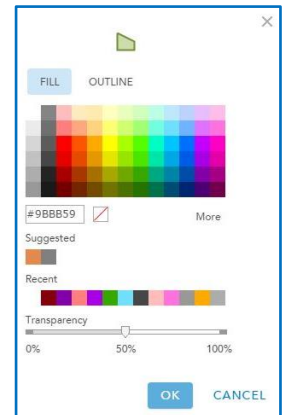 FILL OUTLINE
#9BBB59 More
Suggested
Recent
Transparency
0% 50% 100%
OK CANCEL